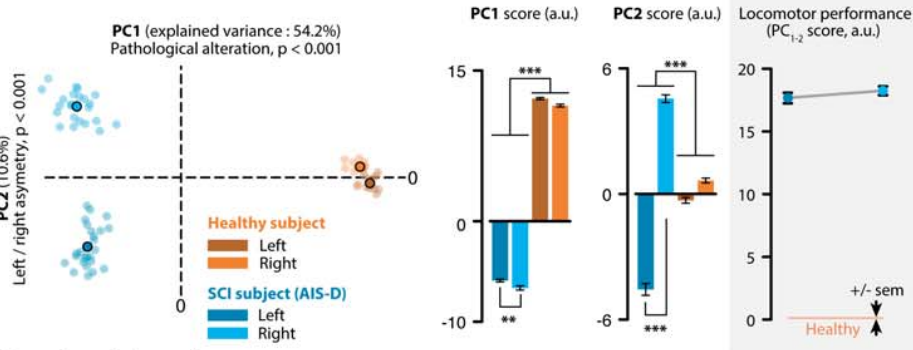 PC1 (explained variance : 54.2%)
Pathological alteration, p < 0.001
PC2 (10.6%)
Left / right asymetry, p < 0.001
0
0
Healthy subject
Left
Right
SCI subject (AIS-D)
Left
Right
PC1 score (a.u.)
15
0
-10
***
**
PC2 score (a.u.)
6
0
-6
***
***
Locomotor performance
(PC1-2 score, a.u.)
20
15
10
5
0
+/- sem
Healthy